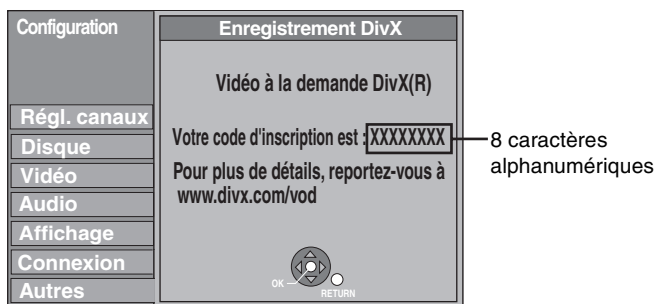 Configuration
Régl. canaux
Disque
Vidéo
Audio
Affichage
Connexion
Autres
Enregistrement DivX
Vidéo à la demande DivX(R)
Votre code d'inscription est : XXXXXXXX
Pour plus de détails, reportez-vous à
www.divx.com/vod
OK
RETURN
8 caractères
alphanumériques